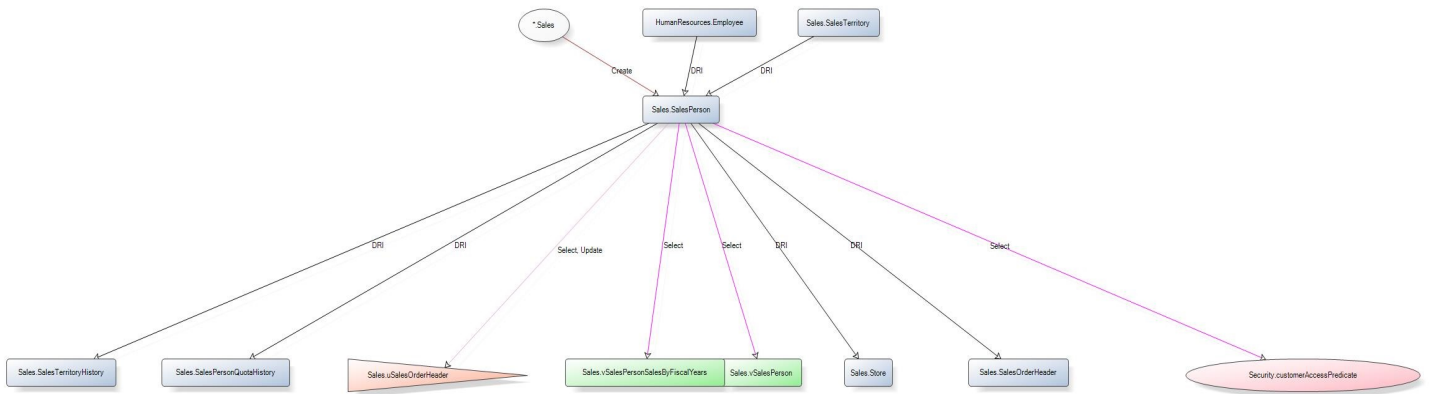 *.Sales
HumanResources.Employee
Sales.SalesTerritory
Create
DRI
DRI
Sales.SalesPerson
DRI
DRI
Select, Update
Select
Select
DRI
DRI
Select
Sales.SalesTerritoryHistory
Sales.SalesPersonQuotaHistory
Sales.uSalesOrderHeader
Sales.vSalesPersonSalesByFiscalYears
Sales.vSalesPerson
Sales.Store
Sales.SalesOrderHeader
Security.customerAccessPredicate